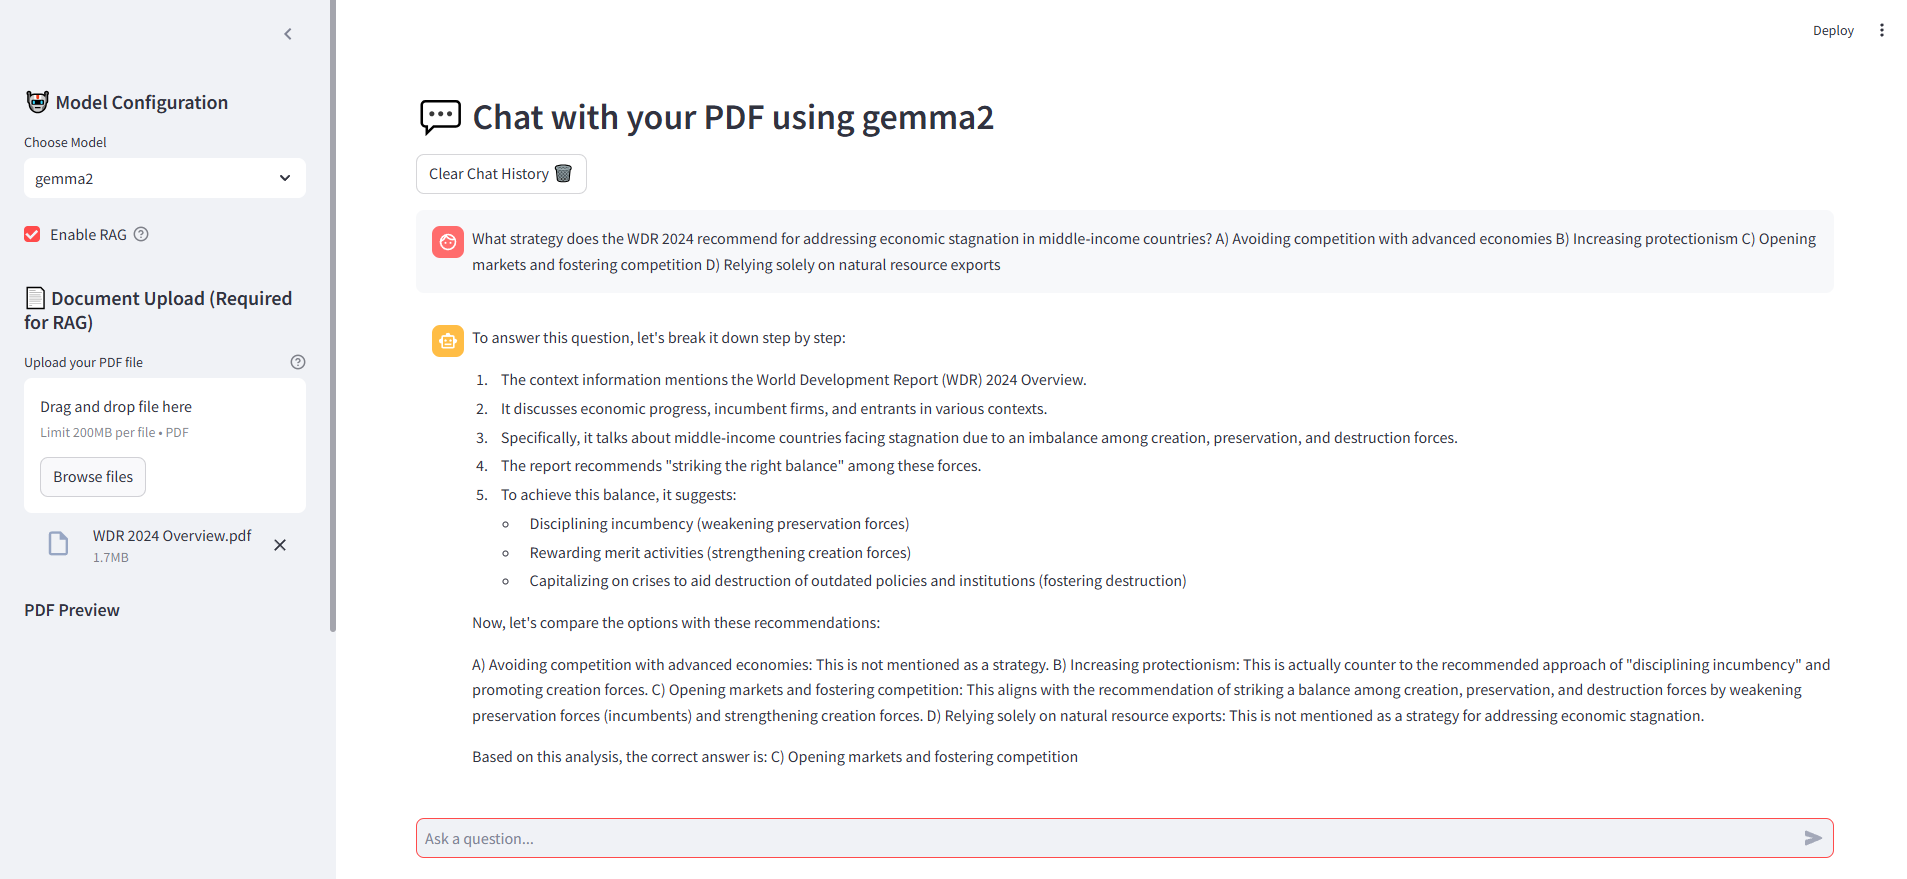 Deploy
Model Configuration
Choose Model
gemma2
Enable RAG
Document Upload (Required
for RAG)
Upload your PDF file
Drag and drop file here
Limit 200MB per file • PDF
Browse files
WDR 2024 Overview.pdf
1.7MB
PDF Preview
Chat with your PDF using gemma2
Clear Chat History
What strategy does the WDR 2024 recommend for addressing economic stagnation in middle-income countries? A) Avoiding competition with advanced economies B) Increasing protectionism C) Opening
markets and fostering competition D) Relying solely on natural resource exports
To answer this question, let's break it down step by step:
1. The context information mentions the World Development Report (WDR) 2024 Overview.
2. It discusses economic progress, incumbent firms, and entrants in various contexts.
3. Specifically, it talks about middle-income countries facing stagnation due to an imbalance among creation, preservation, and destruction forces.
4. The report recommends "striking the right balance" among these forces.
5. To achieve this balance, it suggests:
Disciplining incumbency (weakening preservation forces)
Rewarding merit activities (strengthening creation forces)
Capitalizing on crises to aid destruction of outdated policies and institutions (fostering destruction)
Now, let's compare the options with these recommendations:
A) Avoiding competition with advanced economies: This is not mentioned as a strategy. B) Increasing protectionism: This is actually counter to the recommended approach of "disciplining incumbency" and
promoting creation forces. C) Opening markets and fostering competition: This aligns with the recommendation of striking a balance among creation, preservation, and destruction forces by weakening
preservation forces (incumbents) and strengthening creation forces. D) Relying solely on natural resource exports: This is not mentioned as a strategy for addressing economic stagnation.
Based on this analysis, the correct answer is: C) Opening markets and fostering competition
Ask a question...